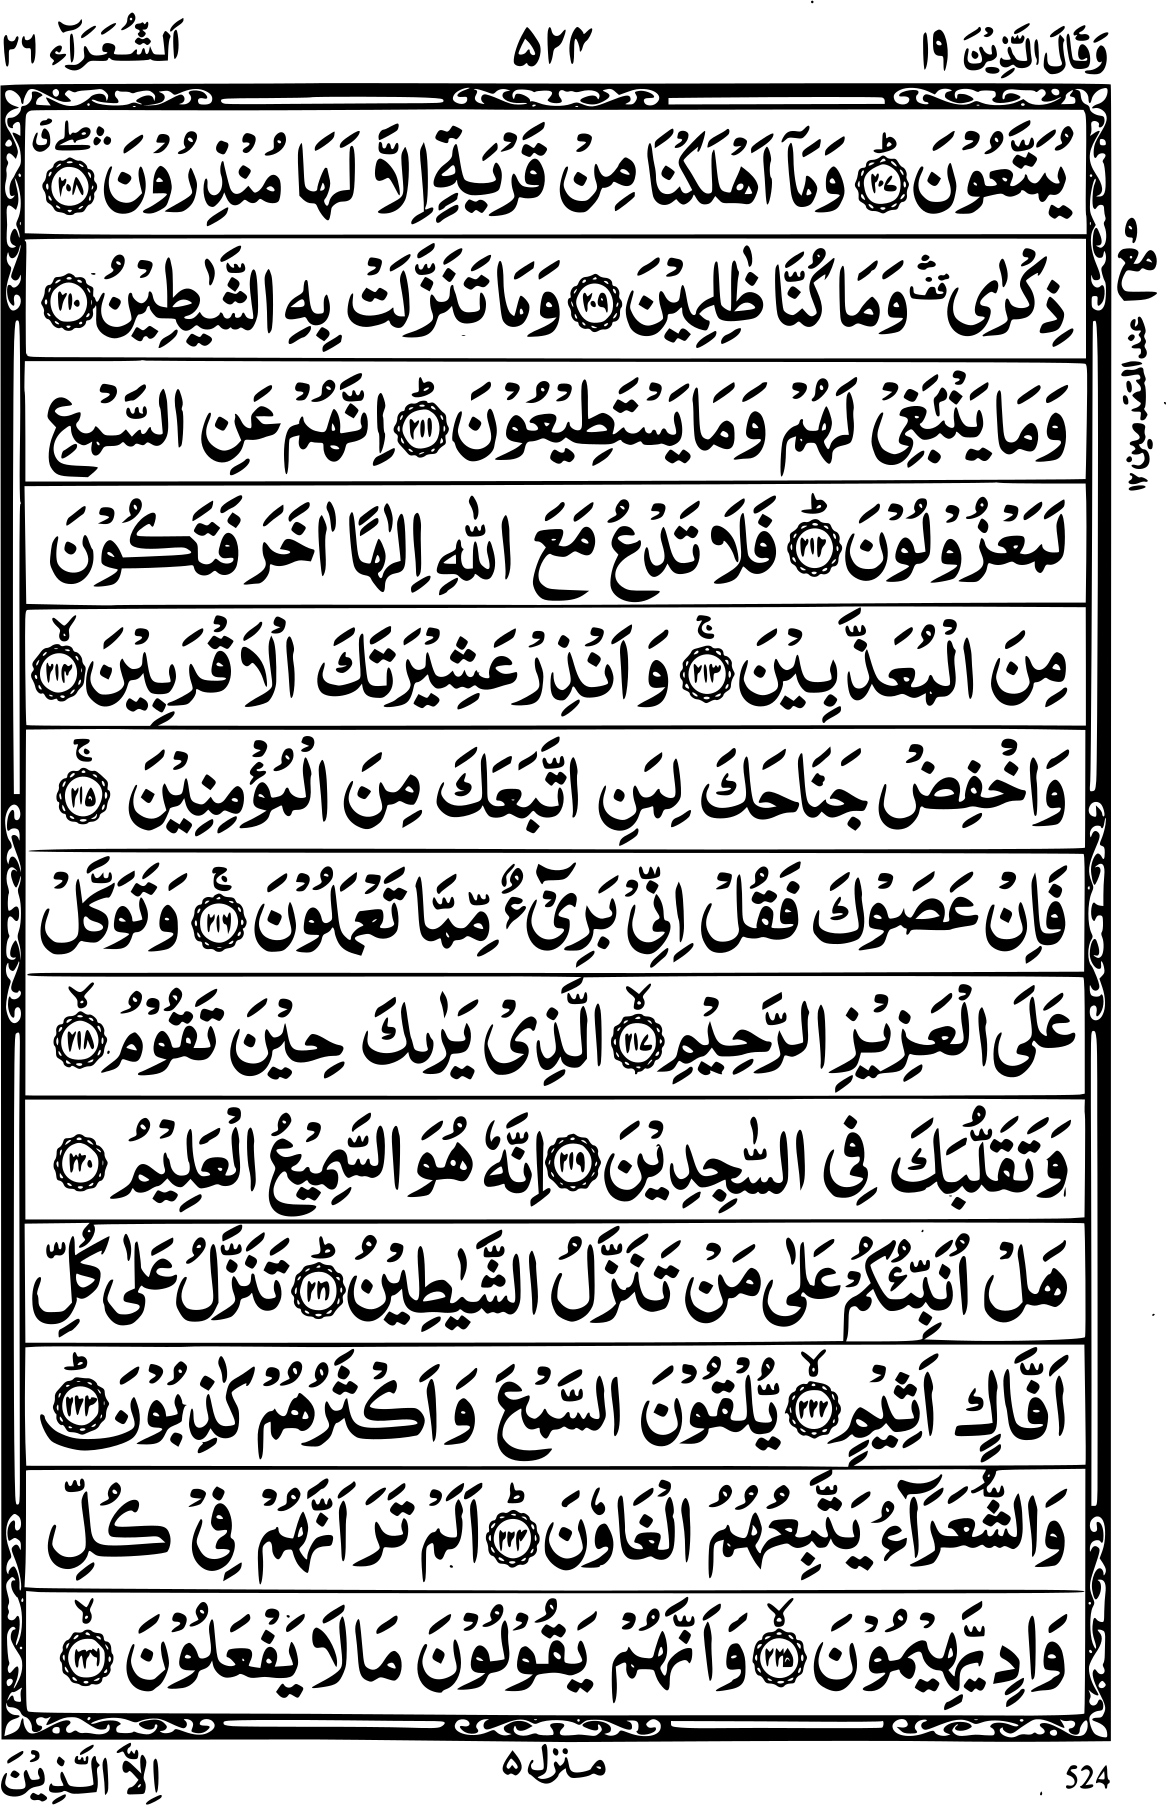 وَقَالَ الَّذِيْنَ ١٩ ٥٢٤ اَلشُّعَرَآء ٢٦
يُمَتَّعُوْنَ ؕ‏ ﴿٢٠٧﴾ وَمَاۤ اَهْلَكْنَا مِنْ قَرْيَةٍ اِلَّا لَهَا مُنْذِرُوْنَ ۛ ۖ ق ﴿٢٠٨﴾
ذِكْرٰى ۛ قف وَمَا كُنَّا ظٰلِمِيْنَ ﴿٢٠٩﴾ وَمَا تَنَزَّلَتْ بِهِ الشَّيٰطِيْنُ ﴿٢١٠﴾
وَمَا يَنْۢبَغِىْ لَهُمْ وَمَا يَسْتَطِيْعُوْنَ ؕ ﴿٢١١﴾ اِنَّهُمْ عَنِ السَّمْعِ
لَمَعْزُوْلُوْنَ ؕ ﴿٢١٢﴾ فَلَا تَدْعُ مَعَ اللّٰهِ اِلٰهًا اٰخَرَ فَتَكُوْنَ
مِنَ الْمُعَذَّبِيْنَ ۚ ﴿٢١٣﴾ وَاَنْذِرْ عَشِيْرَتَكَ الْاَقْرَبِيْنَ ۙ ﴿٢١٤﴾
وَاخْفِضْ جَنَاحَكَ لِمَنِ اتَّبَعَكَ مِنَ الْمُؤْمِنِيْنَ ۚ ﴿٢١٥﴾
فَاِنْ عَصَوْكَ فَقُلْ اِنِّىْ بَرِىْٓءٌ مِّمَّا تَعْمَلُوْنَ ۚ ﴿٢١٦﴾ وَتَوَكَّلْ
عَلَى الْعَزِيْزِ الرَّحِيْمِ ۙ ﴿٢١٧﴾ الَّذِىْ يَرٰٮكَ حِيْنَ تَقُوْمُ ۙ ﴿٢١٨﴾
وَتَقَلُّبَكَ فِى السّٰجِدِيْنَ ﴿٢١٩﴾ اِنَّهٗ هُوَ السَّمِيْعُ الْعَلِيْمُ ﴿٢٢٠﴾
هَلْ اُنَبِّئُكُمْ عَلٰى مَنْ تَنَزَّلُ الشَّيٰطِيْنُ ؕ ﴿٢٢١﴾ تَنَزَّلُ عَلٰى كُلِّ
اَفَّاكٍ اَثِيْمٍ ۙ ﴿٢٢٢﴾ يُّلْقُوْنَ السَّمْعَ وَاَكْثَرُهُمْ كٰذِبُوْنَ ؕ ﴿٢٢٣﴾
وَالشُّعَرَآءُ يَتَّبِعُهُمُ الْغَاوٗنَ ؕ ﴿٢٢٤﴾ اَلَمْ تَرَ اَنَّهُمْ فِىْ كُلِّ
وَادٍ يَّهِيْمُوْنَ ۙ ﴿٢٢٥﴾ وَاَنَّهُمْ يَقُوْلُوْنَ مَا لَا يَفْعَلُوْنَ ۙ ﴿٢٢٦﴾
مع ١
عند المتقدمين ١٢
524 منزل ٥ اِلَّا الَّذِيْنَ